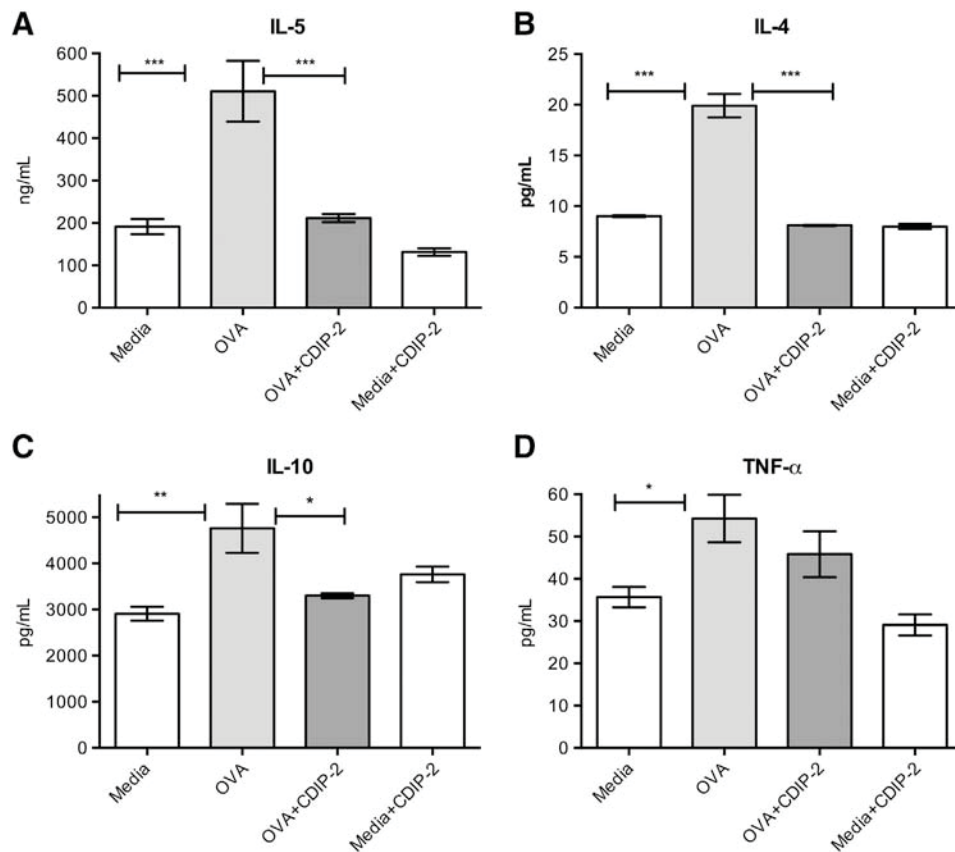 A
IL-5
600
500
400
300
200
100
0
ng/mL
***
***
Media
OVA
OVA+CDIP-2
Media+CDIP-2
B
IL-4
25
20
15
10
5
0
pg/mL
***
***
Media
OVA
OVA+CDIP-2
Media+CDIP-2
C
IL-10
5000
4000
3000
2000
1000
0
pg/mL
**
*
Media
OVA
OVA+CDIP-2
Media+CDIP-2
D
TNF-α
60
50
40
30
20
10
0
pg/mL
*
Media
OVA
OVA+CDIP-2
Media+CDIP-2